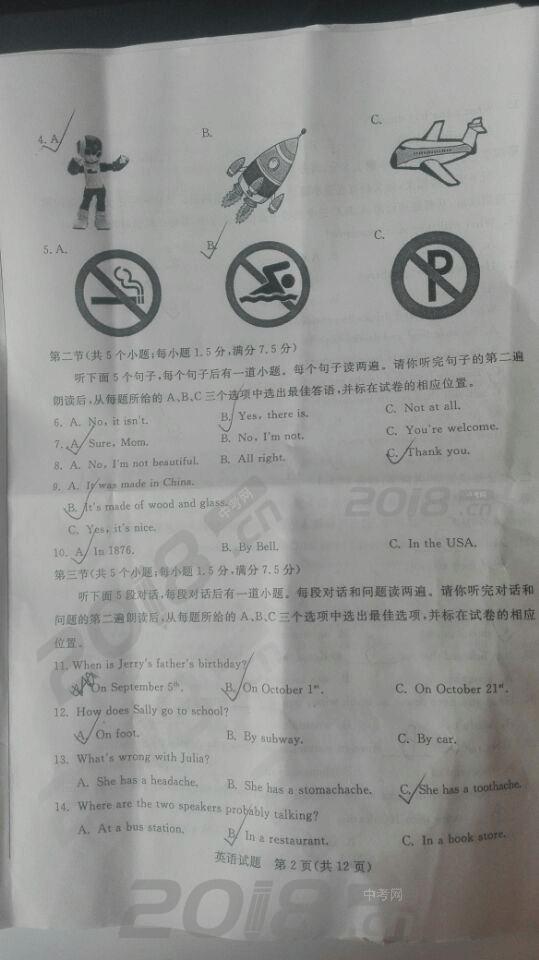 4. A. B. C.
5. A. B. C.
P
第二节(共5个小题;每小题1.5分,满分7.5分)
听下面5个句子,每个句子后有一道小题。每个句子读两遍。请你听完句子的第二遍
朗读后,从每题所给的A、B、C三个选项中选出最佳答语,并标在试卷的相应位置。
6. A. No, it isn't. B. Yes, there is. C. Not at all.
7. A. Sure, Mom. B. No, I'm not. C. You're welcome.
8. A. No, I'm not beautiful. B. All right. C. Thank you.
9. A. It was made in China.
B. It's made of wood and glass.
C. Yes, it's nice.
10. A. In 1876. B. By Bell. C. In the USA.
第三节(共5个小题;每小题1.5分,满分7.5分)
听下面5段对话,每段对话后有一道小题。每段对话和问题读两遍。请你听完对话和
问题的第二遍朗读后,从每题所给的A、B、C三个选项中选出最佳选项,并标在试卷的相应
位置。
11. When is Jerry's father's birthday?
On September 5th. B. On October 1st. C. On October 21st.
12. How does Sally go to school?
A. On foot. B. By subway. C. By car.
13. What's wrong with Julia?
A. She has a headache. B. She has a stomachache. C. She has a toothache.
14. Where are the two speakers probably talking?
A. At a bus station. B. In a restaurant. C. In a book store.
英语试题 第2页(共12页)
中考网
2018.cn